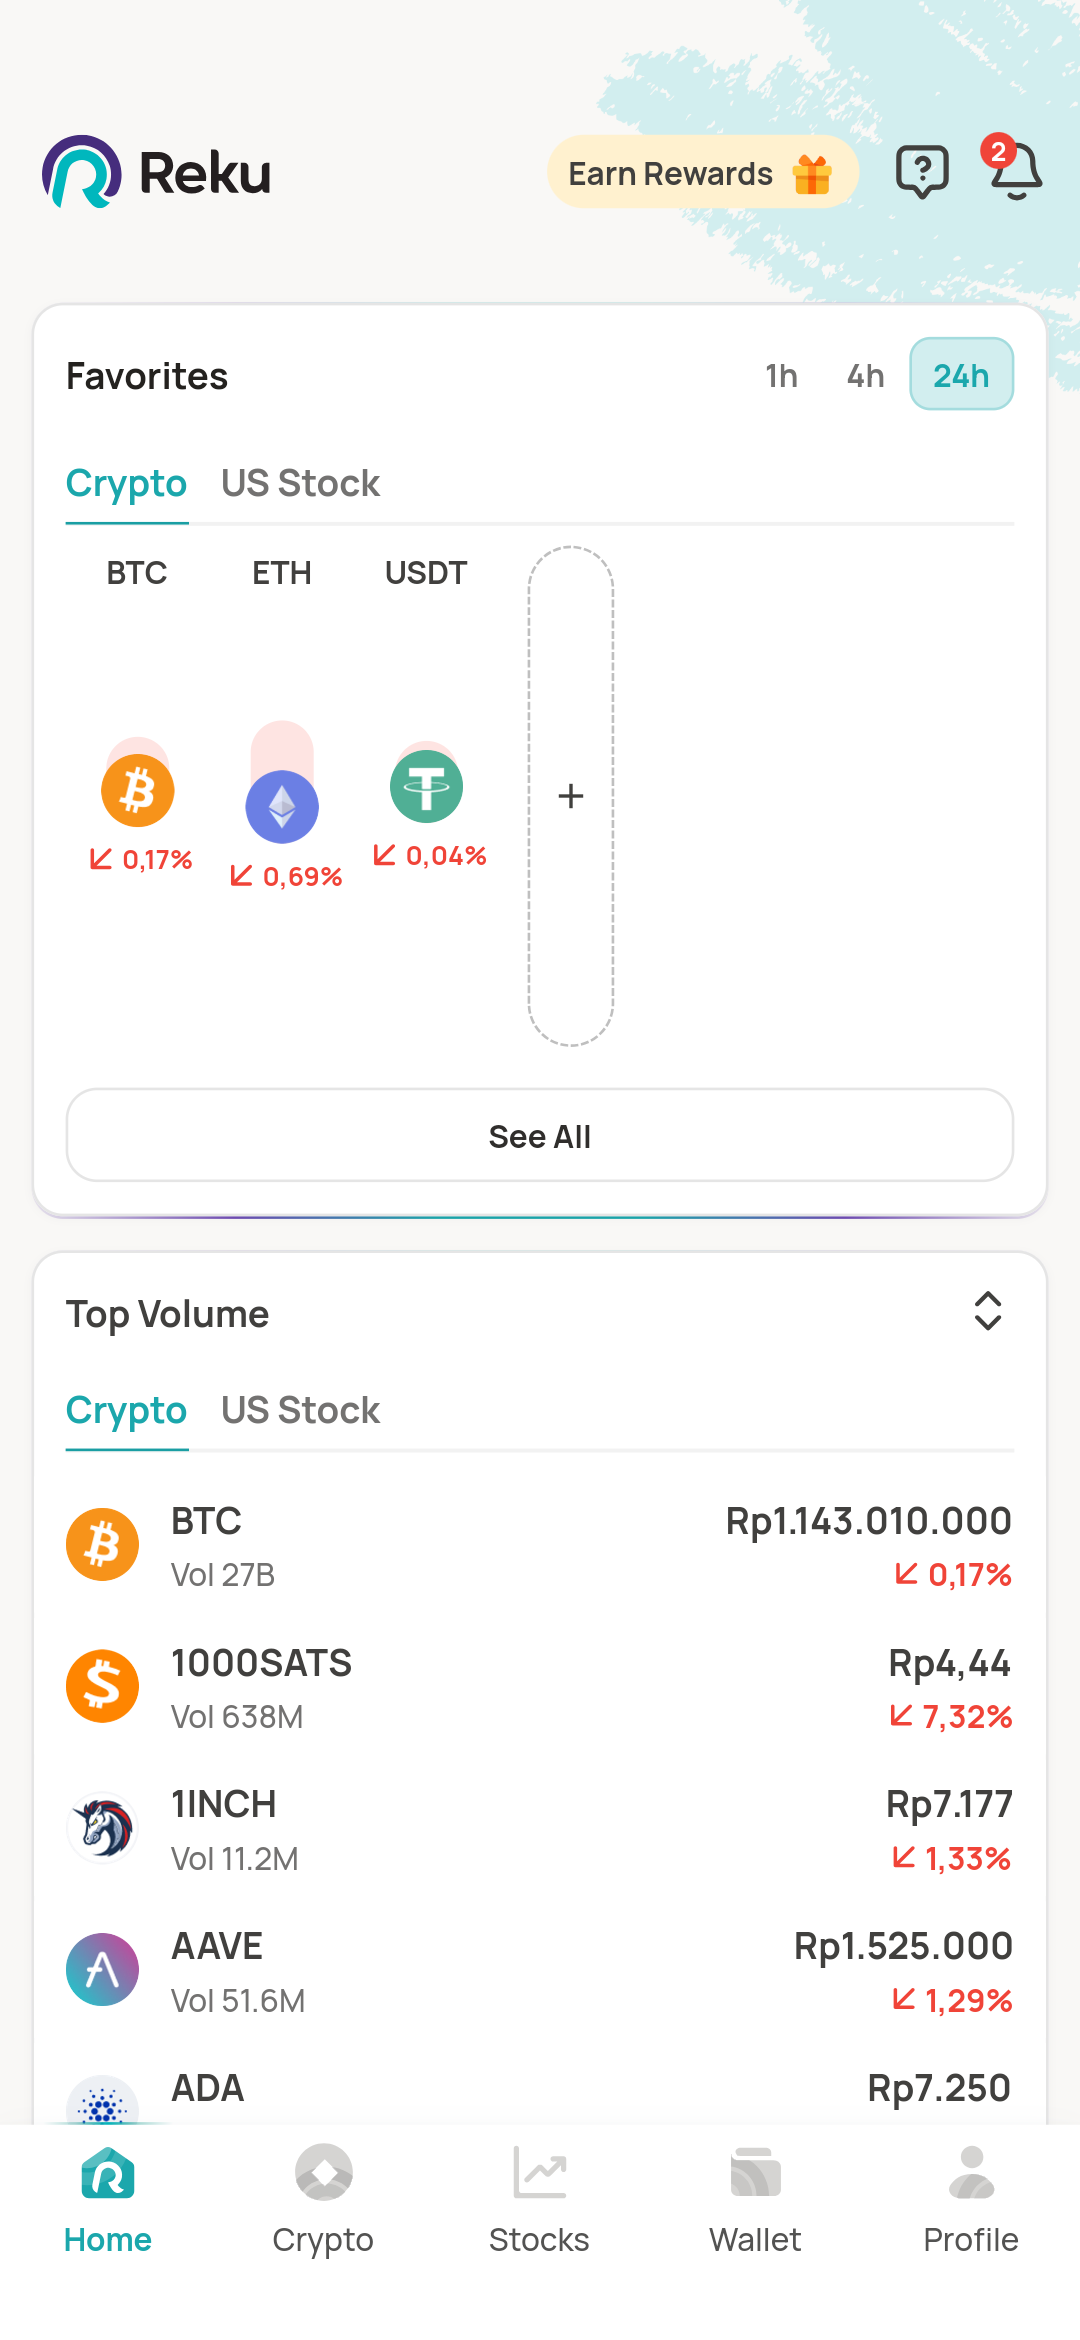 Reku
Earn Rewards
2
Favorites
1h 4h 24h
Crypto US Stock
BTC ETH USDT
0,17% 0,69% 0,04%
+
See All
Top Volume
Crypto US Stock
BTC Rp1.143.010.000
Vol 27B 0,17%
1000SATS Rp4,44
Vol 638M 7,32%
1INCH Rp7.177
Vol 11.2M 1,33%
AAVE Rp1.525.000
Vol 51.6M 1,29%
ADA Rp7.250
Home Crypto Stocks Wallet Profile